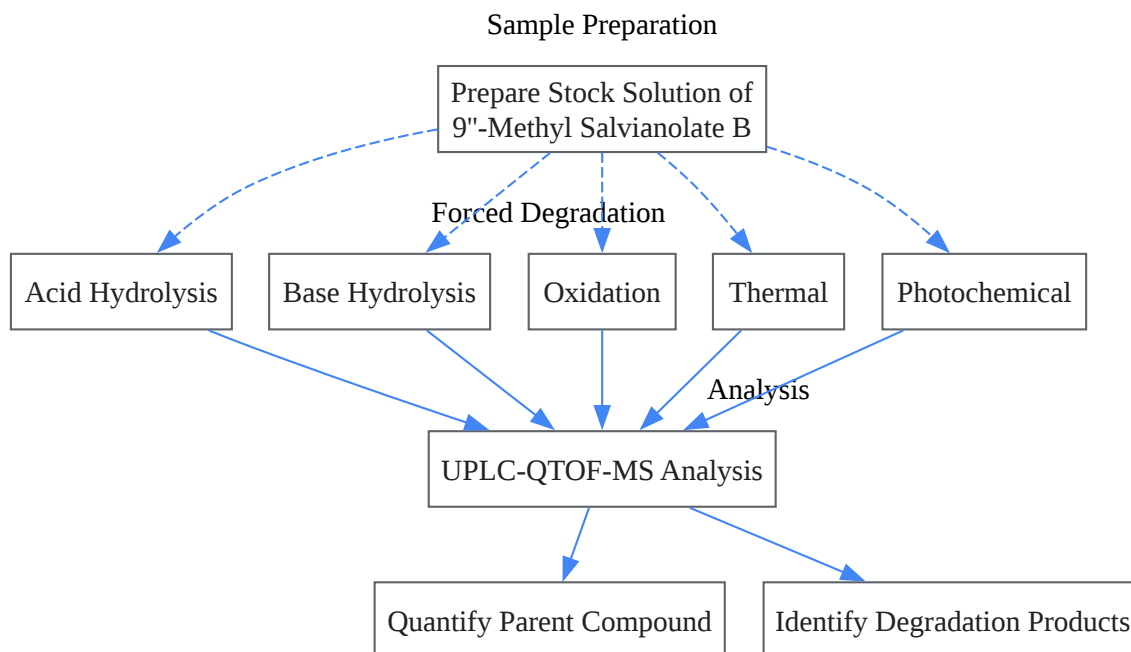 Sample Preparation
Prepare Stock Solution of
9"-Methyl Salvianolate B
Forced Degradation
Acid Hydrolysis
Base Hydrolysis
Oxidation
Thermal
Photochemical
Analysis
UPLC-QTOF-MS Analysis
Quantify Parent Compound
Identify Degradation Products